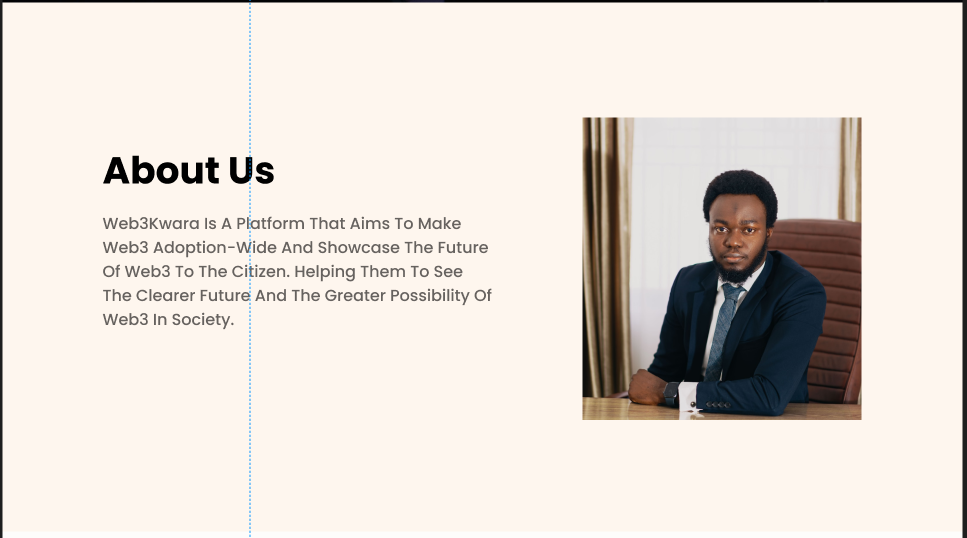 About Us
Web3Kwara Is A Platform That Aims To Make
Web3 Adoption-Wide And Showcase The Future
Of Web3 To The Citizen. Helping Them To See
The Clearer Future And The Greater Possibility Of
Web3 In Society.